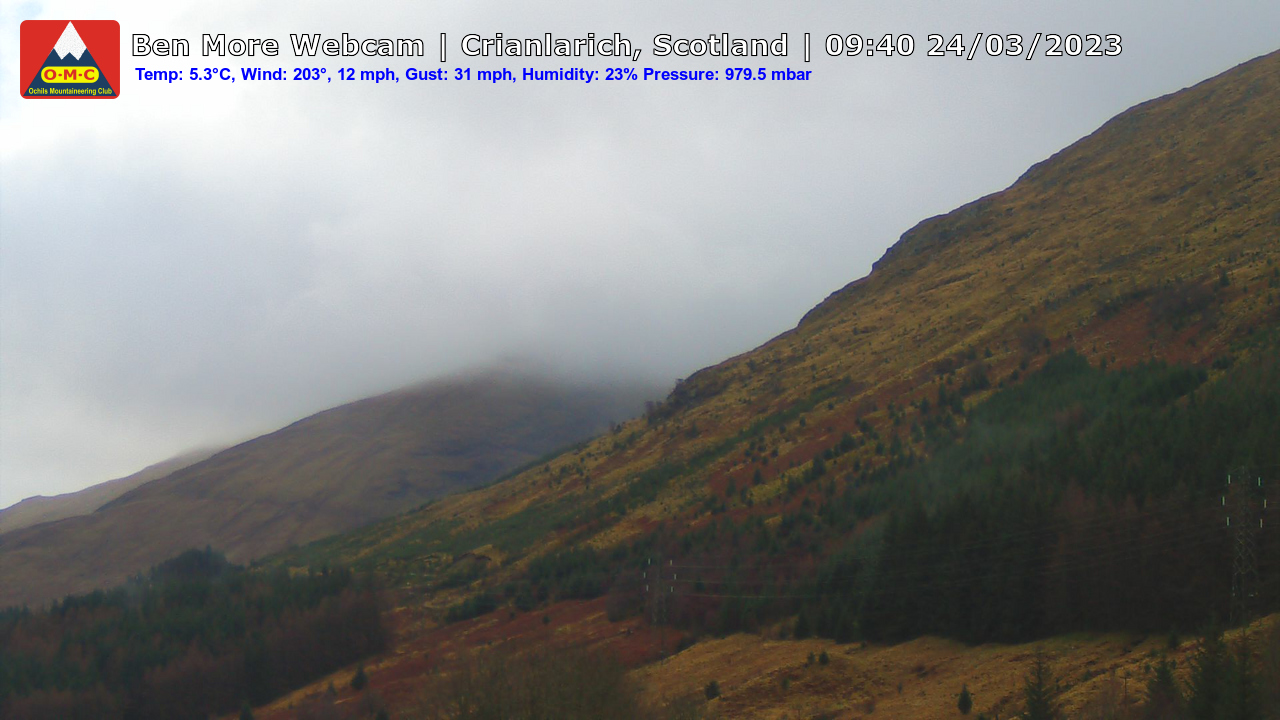 Ben More Webcam | Crianlarich, Scotland | 09:40 24/03/2023
Temp: 5.3°C, Wind: 203°, 12 mph, Gust: 31 mph, Humidity: 23% Pressure: 979.5 mbar
O·M·C
Ochils Mountaineering Club